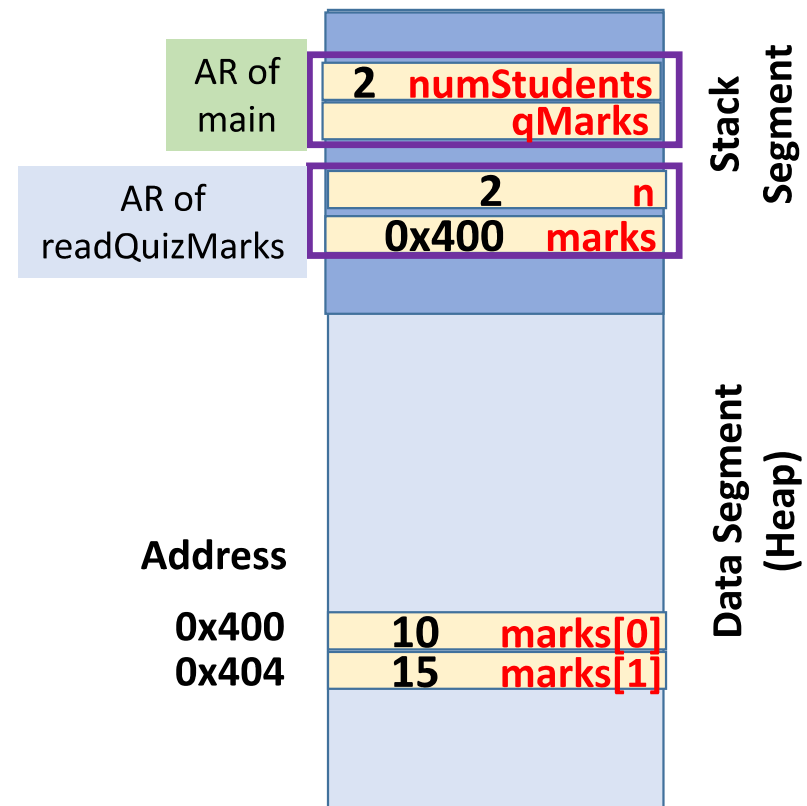 AR of
main
2 numStudents
qMarks
AR of
readQuizMarks
2 n
0x400 marks
Stack
Segment
Data Segment
(Heap)
Address
0x400 10 marks[0]
0x404 15 marks[1]